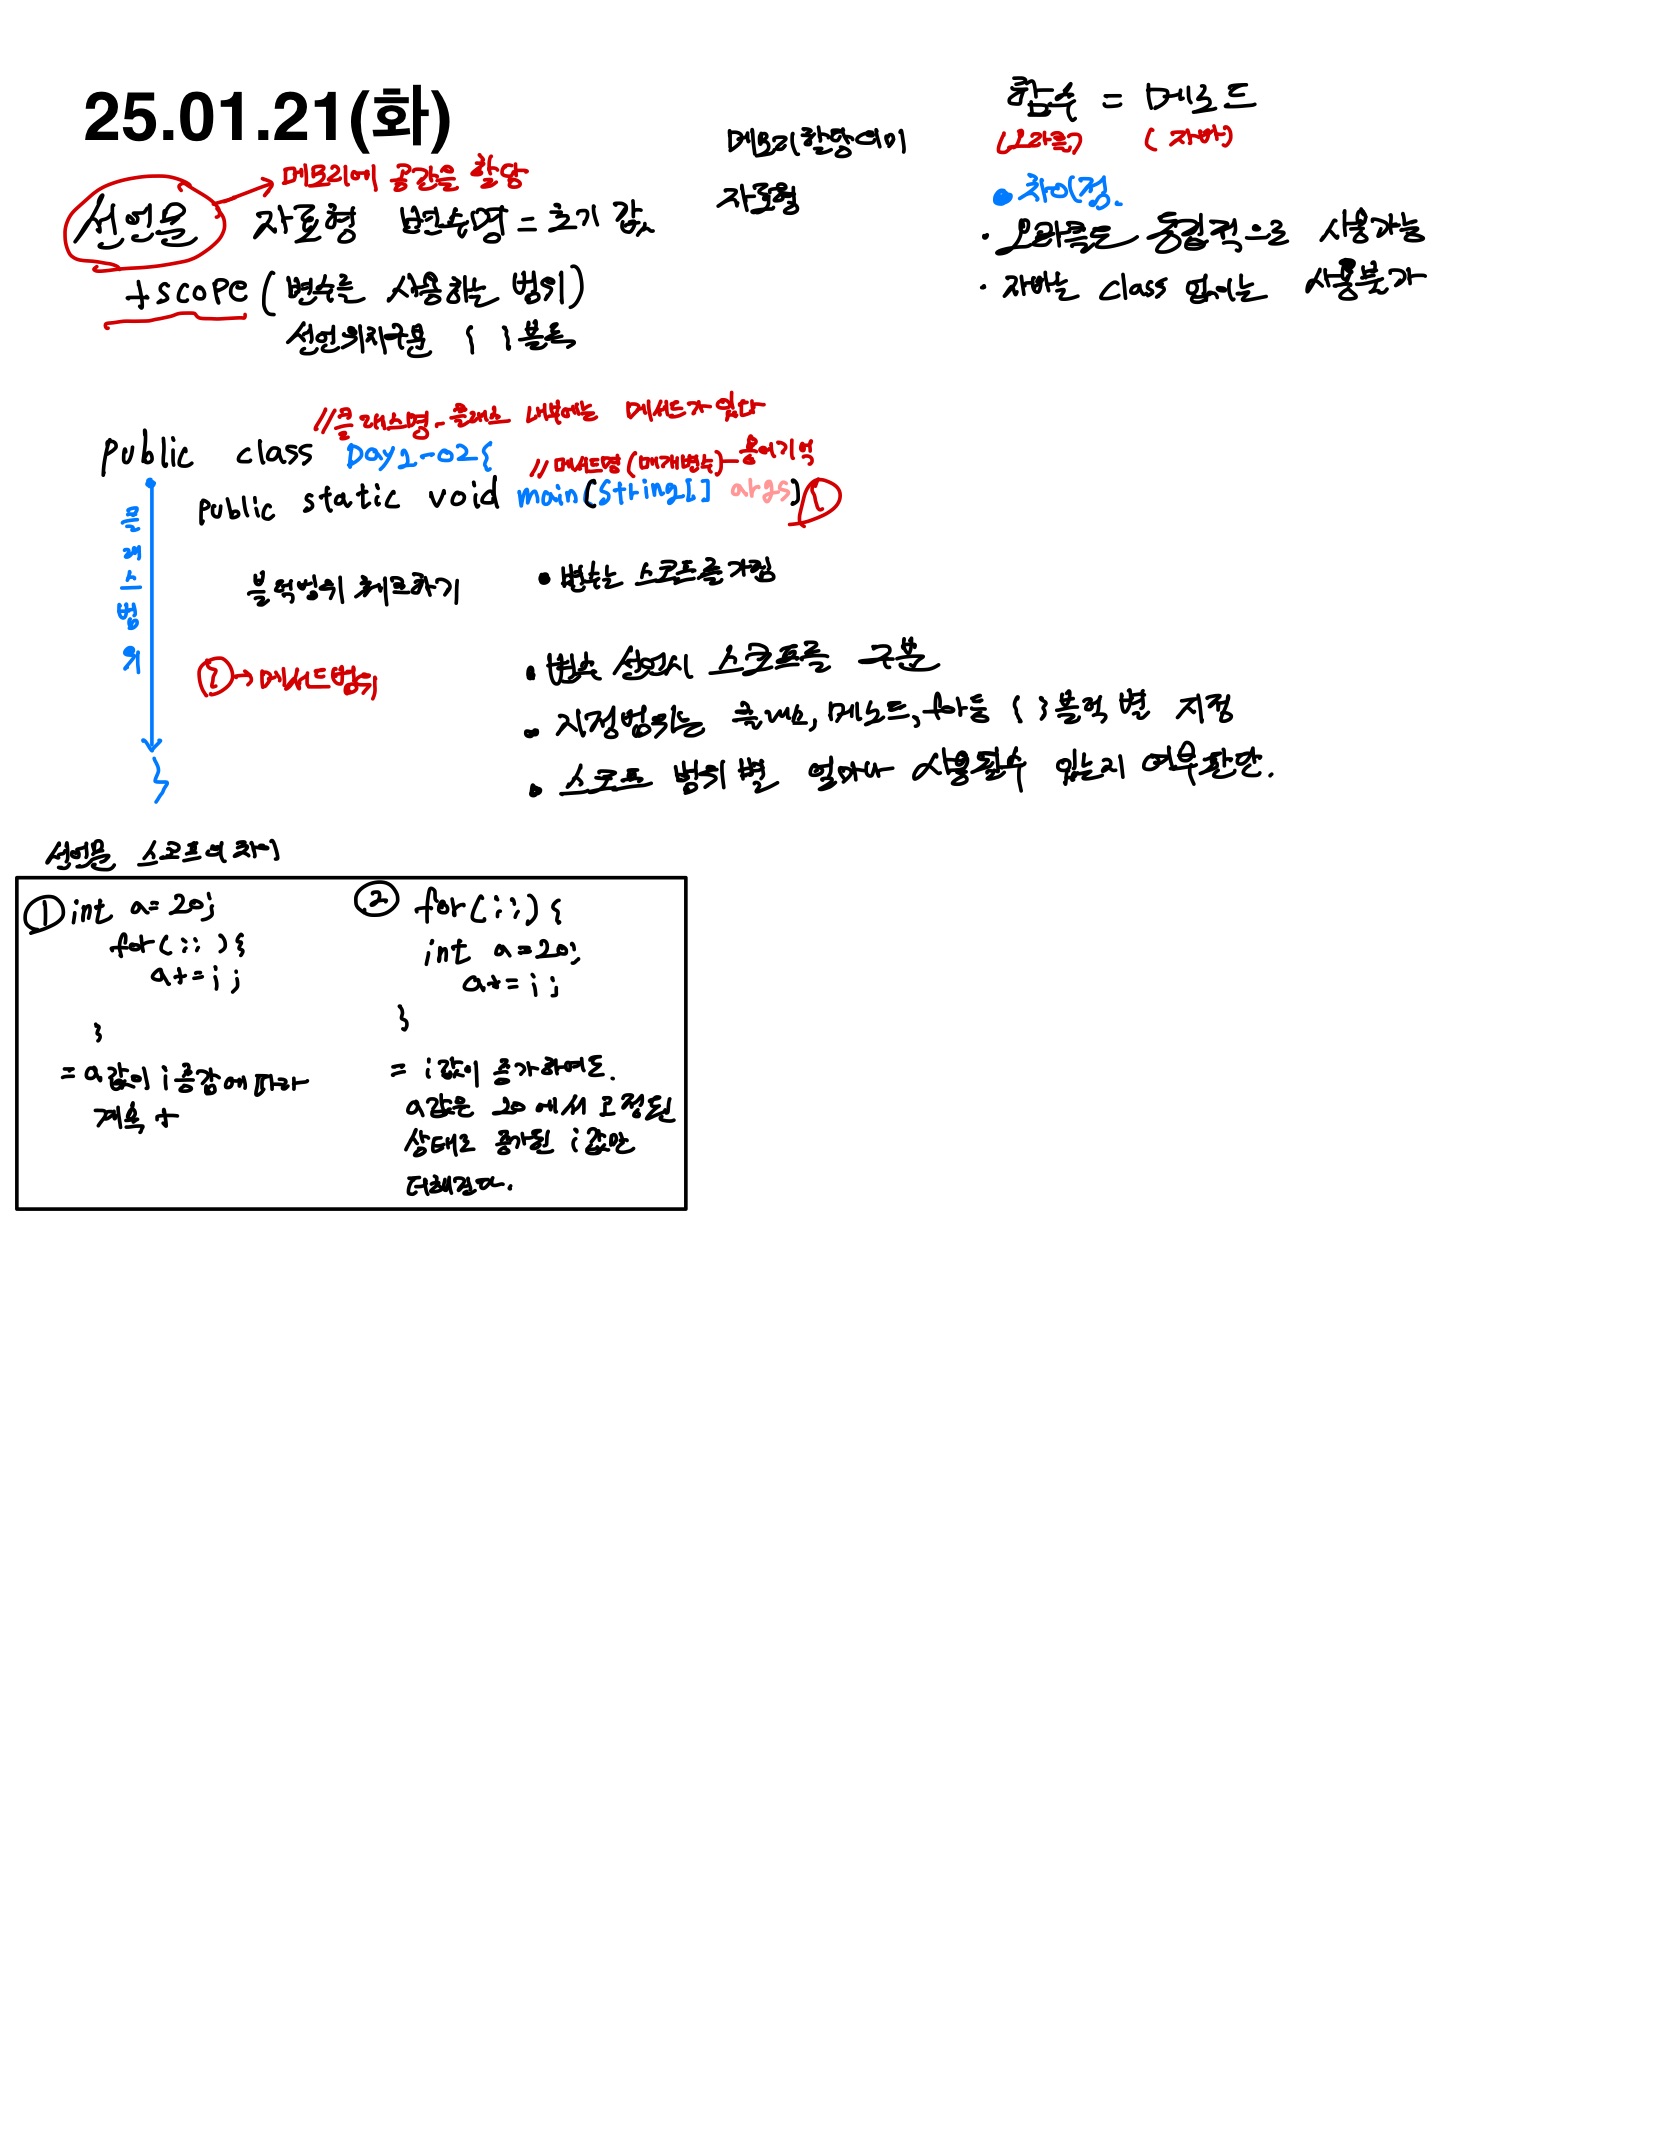 25.01.21(화)
메모리에 공간을 할당
선언문 자료형 변수명 = 초기 값
+scope (변수를 사용하는 범위)
선언위치구분 { } 블록
메모리할당
자료형
함수 = 메소드
(오라클) (자바)
• 차이점.
· 오라클도 독립적으로 사용가능
· 자바는 class 없이는 사용불가
//클래스명 - 클래스 내부에는 메서드가 있다
public class Day2-02{
//메서드명 (매개변수) - 용어기억
public static void main(String[] args) {
클래스범위
블럭범위 체크하기
} → 메서드범위
}
• 변수는 스코프를 가짐
• 변수 선언시 스코프를 구분
• 지정범위는 클래스, 메소드, for등 { } 블럭 별 지정
• 스코프 범위 별 얼마나 사용될수 있는지 여부 판단.
선언문 스코프의 차이
① int a=20;
for(;; ){
a+=i;
}
= a값이 i 증감에 따라
계속 +
② for(;;) {
int a=20;
a+=i;
}
= i값이 증가하여도.
a값은 20에서 고정된
상태로 증가된 i값만
더해진다.